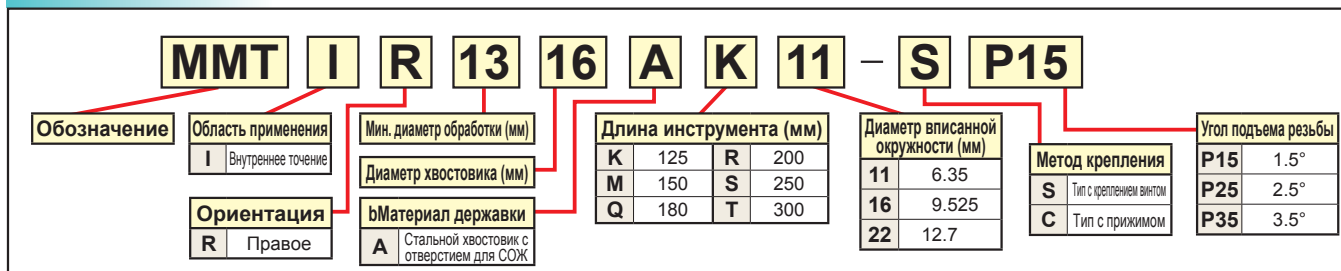 MMT I R 13 16 A K 11 – S P15
Обозначение
Область применения
I Внутреннее точение
Ориентация
R Правое
Мин. диаметр обработки (мм)
Диаметр хвостовика (мм)
bМатериал державки
A Стальной хвостовик с
отверстием для СОЖ
Длина инструмента (мм)
K 125 R 200
M 150 S 250
Q 180 T 300
Диаметр вписанной
окружности (мм)
11 6.35
16 9.525
22 12.7
Метод крепления
S Тип с креплением винтом
C Тип с прижимом
Угол подъема резьбы
P15 1.5°
P25 2.5°
P35 3.5°